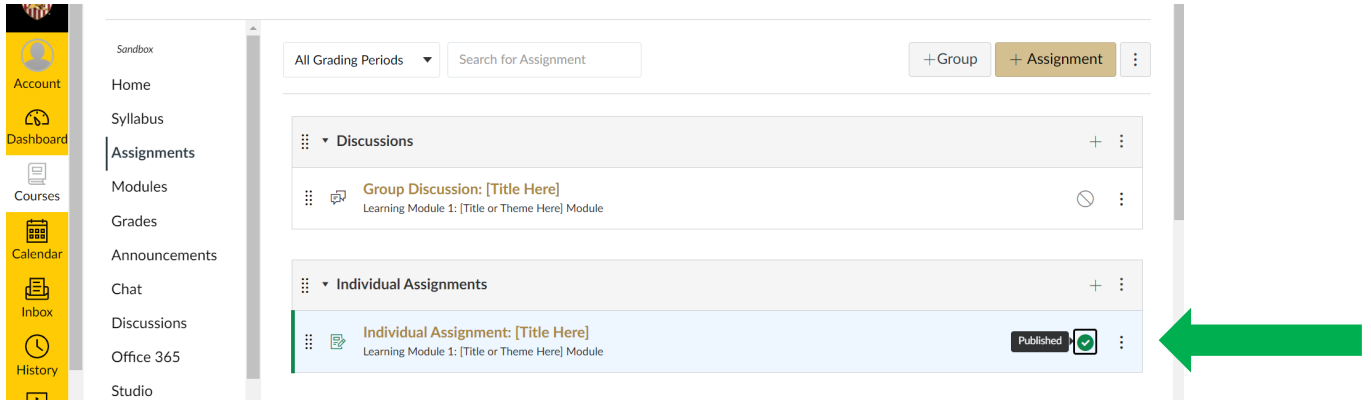 Account
Dashboard
Courses
Calendar
Inbox
History
Sandbox
Home
Syllabus
Assignments
Modules
Grades
Announcements
Chat
Discussions
Office 365
Studio
All Grading Periods
Search for Assignment
+Group
+ Assignment
Discussions
Group Discussion: [Title Here]
Learning Module 1: [Title or Theme Here] Module
Individual Assignments
Individual Assignment: [Title Here]
Learning Module 1: [Title or Theme Here] Module
Published